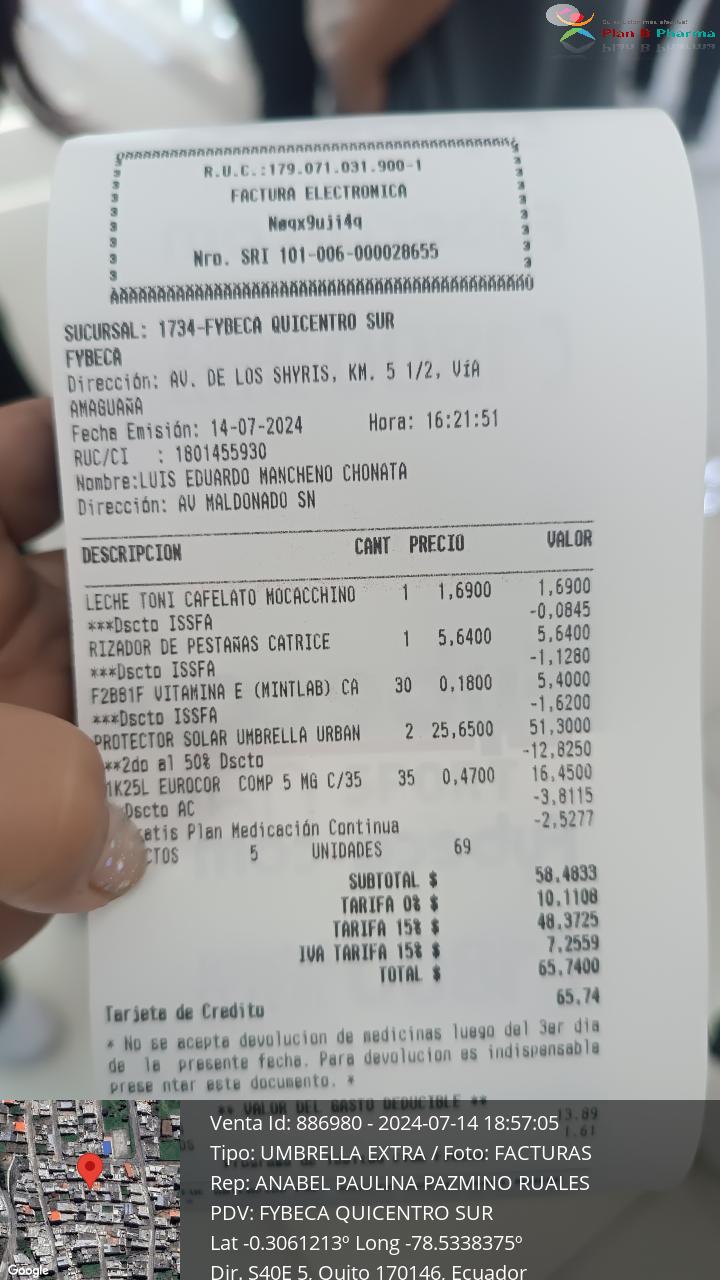 Plan B Pharma
R.U.C.:179.071.031.900-1
FACTURA ELECTRONICA
Nøqx9uji4q
Nro. SRI 101-006-000028655
SUCURSAL: 1734-FYBECA QUICENTRO SUR
FYBECA
Dirección: AV. DE LOS SHYRIS, KM. 5 1/2, VíA
AMAGUAñA
Fecha Emisión: 14-07-2024 Hora: 16:21:51
RUC/CI : 1801455930
Nombre:LUIS EDUARDO MANCHENO CHONATA
Dirección: AV MALDONADO SN
DESCRIPCION CANT PRECIO VALOR
LECHE TONI CAFELATO MOCACCHINO 1 1,6900 1,6900
***Dscto ISSFA -0,0845
RIZADOR DE PESTAñAS CATRICE 1 5,6400 5,6400
***Dscto ISSFA -1,1280
F2BB1F VITAMINA E (MINTLAB) CA 30 0,1800 5,4000
***Dscto ISSFA -1,6200
PROTECTOR SOLAR UMBRELLA URBAN 2 25,6500 51,3000
**2do al 50% Dscto -12,8250
1K25L EUROCOR COMP 5 MG C/35 35 0,4700 16,4500
Dscto AC -3,8115
atis Plan Medicación Continua -2,5277
CTOS 5 UNIDADES 69
SUBTOTAL $ 58,4833
TARIFA 0% $ 10,1108
TARIFA 15% $ 48,3725
IVA TARIFA 15% $ 7,2559
TOTAL $ 65,7400
Tarjeta de Credito 65,74
* No se acepta devolucion de medicinas luego del 3er dia
de la presente fecha. Para devolucion es indispensable
prese ntar este documento. *
** VALOR DEL GASTO DEDUCIBLE **
13.89
1.61
Venta Id: 886980 - 2024-07-14 18:57:05
Tipo: UMBRELLA EXTRA / Foto: FACTURAS
Rep: ANABEL PAULINA PAZMINO RUALES
PDV: FYBECA QUICENTRO SUR
Lat -0.3061213º Long -78.5338375º
Dir. S40E 5, Quito 170146, Ecuador
Google